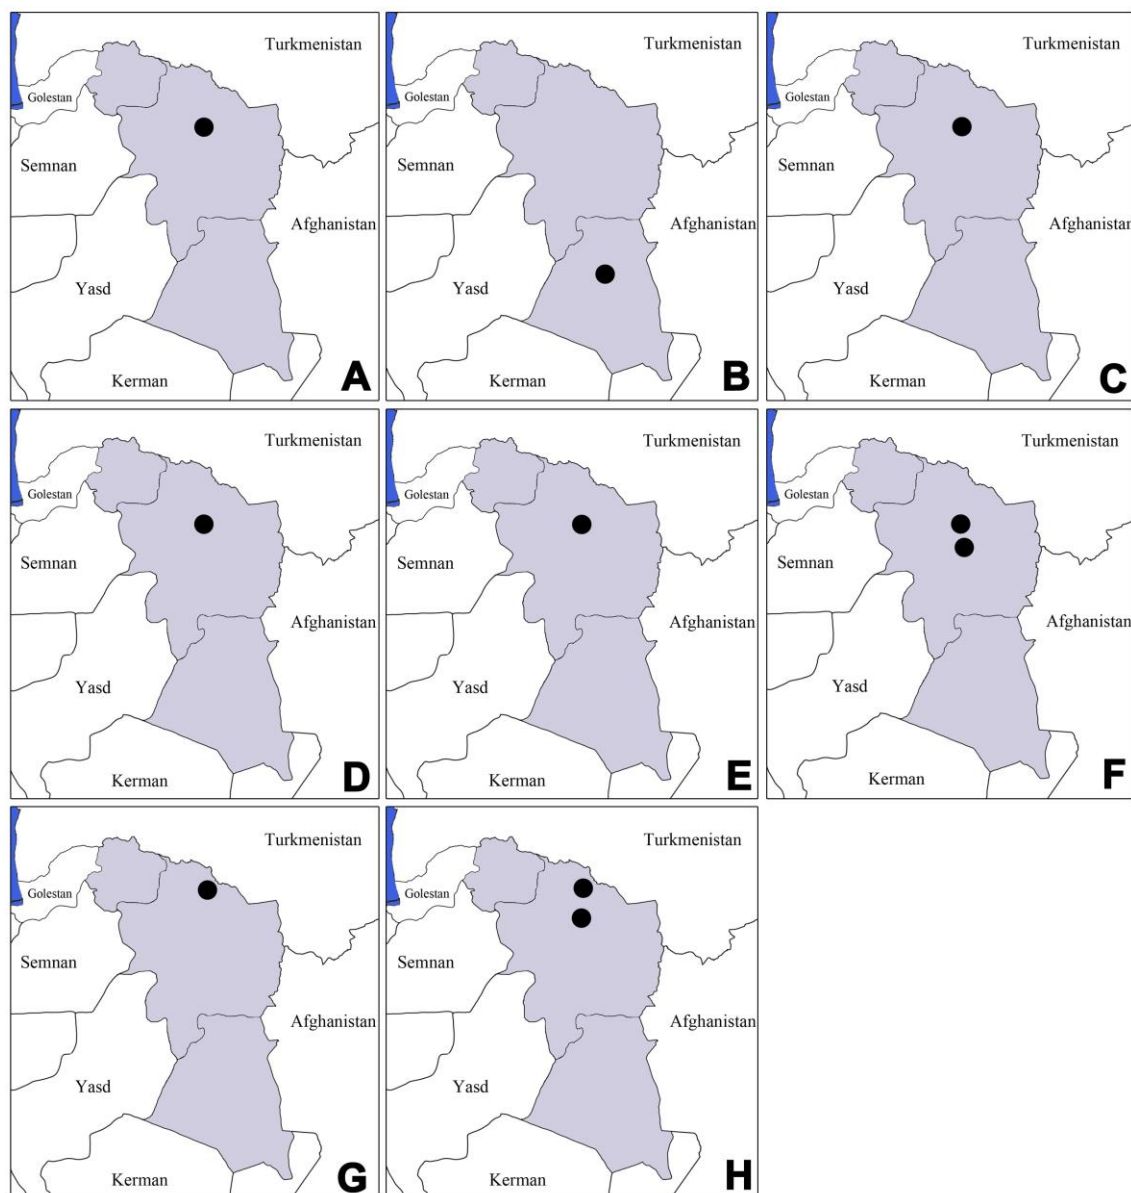 Turkmenistan
Golestan
Semnan
Afghanistan
Yasd
Kerman
A
Turkmenistan
Golestan
Semnan
Afghanistan
Yasd
Kerman
B
Turkmenistan
Golestan
Semnan
Afghanistan
Yasd
Kerman
C
Turkmenistan
Golestan
Semnan
Afghanistan
Yasd
Kerman
D
Turkmenistan
Golestan
Semnan
Afghanistan
Yasd
Kerman
E
Turkmenistan
Golestan
Semnan
Afghanistan
Yasd
Kerman
F
Turkmenistan
Golestan
Semnan
Afghanistan
Yasd
Kerman
G
Turkmenistan
Golestan
Semnan
Afghanistan
Yasd
Kerman
H